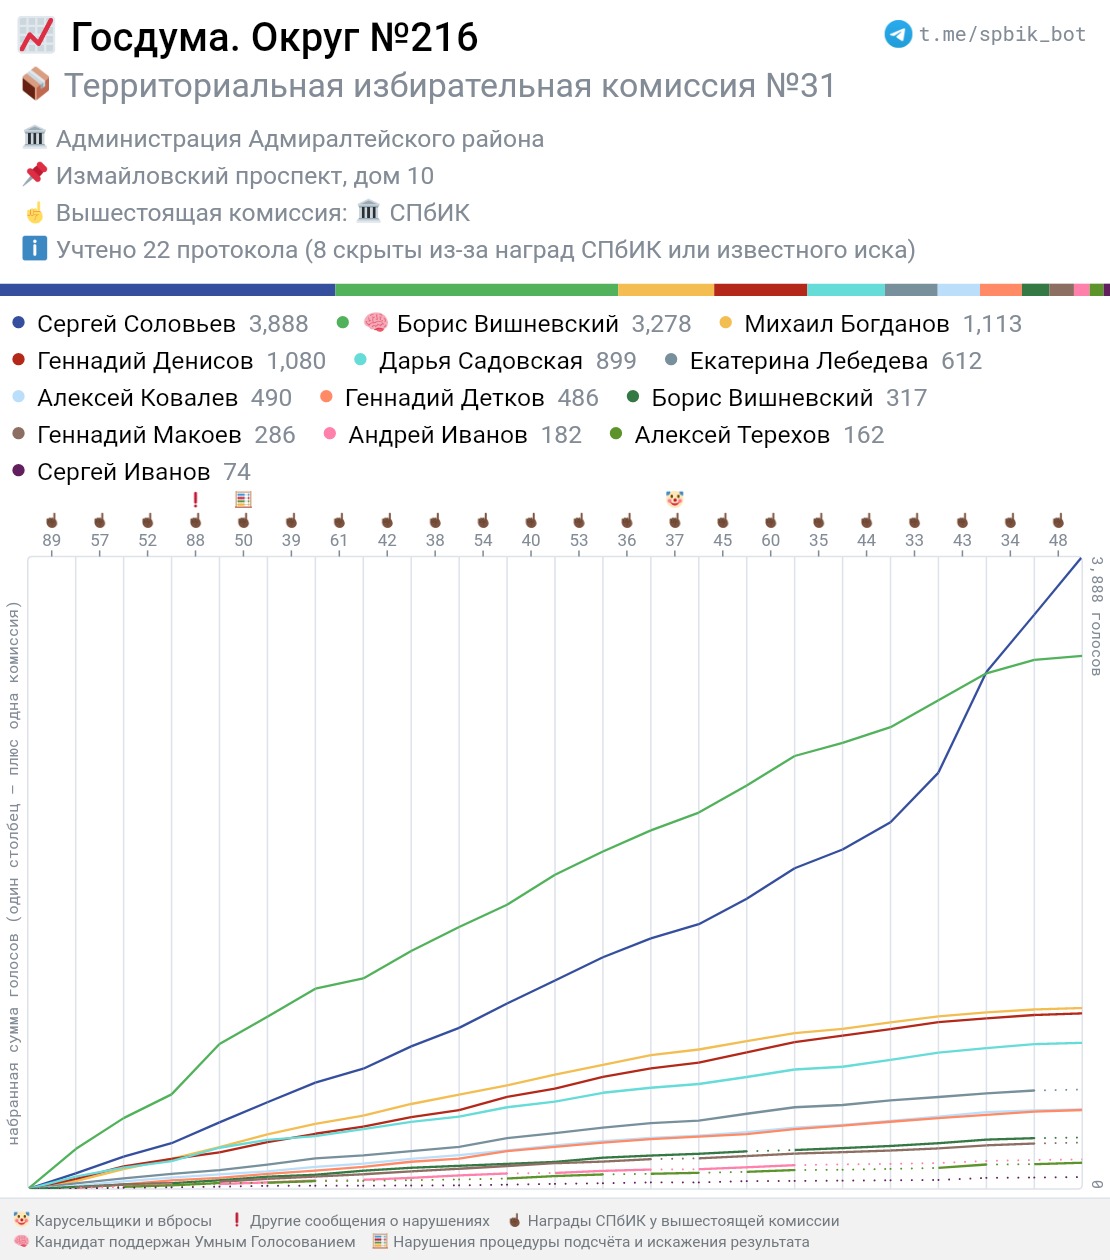 Госдума. Округ №216
t.me/spbik_bot
Территориальная избирательная комиссия №31
Администрация Адмиралтейского района
Измайловский проспект, дом 10
Вышестоящая комиссия: СПбИК
Учтено 22 протокола (8 скрыты из-за наград СПбИК или известного иска)
Сергей Соловьев 3,888 Борис Вишневский 3,278 Михаил Богданов 1,113
Геннадий Денисов 1,080 Дарья Садовская 899 Екатерина Лебедева 612
Алексей Ковалев 490 Геннадий Детков 486 Борис Вишневский 317
Геннадий Макоев 286 Андрей Иванов 182 Алексей Терехов 162
Сергей Иванов 74
89 57 52 88 50 39 61 42 38 54 40 53 36 37 45 60 35 44 33 43 34 48
набранная сумма голосов (один столбец – плюс одна комиссия)
3,888 голосов
0
Карусельщики и вбросы Другие сообщения о нарушениях Награды СПбИК у вышестоящей комиссии
Кандидат поддержан Умным Голосованием Нарушения процедуры подсчёта и искажения результата